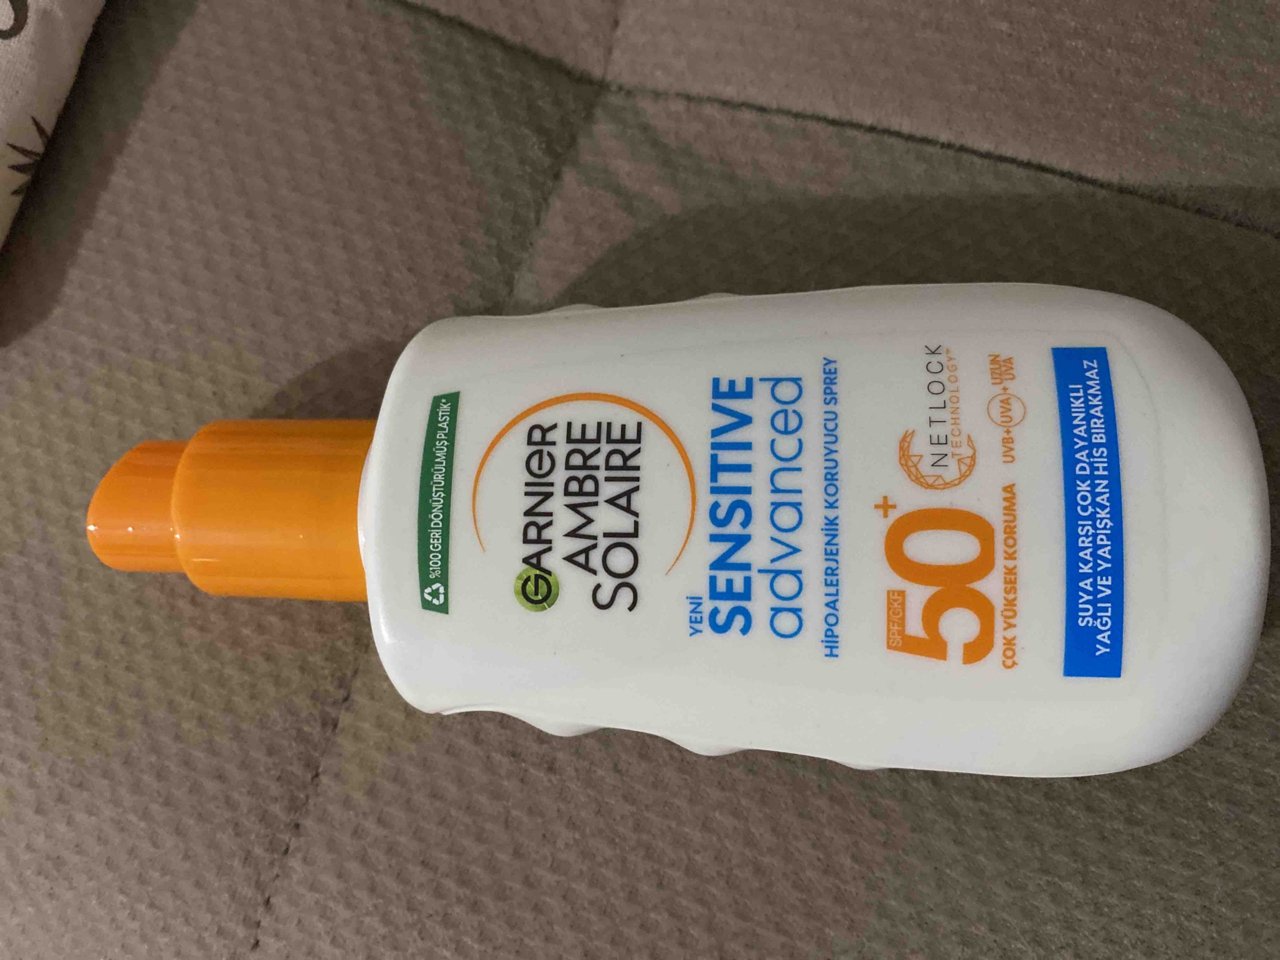 %100 GERİ DÖNÜŞTÜRÜLMÜŞ PLASTİK*
GARNIER
AMBRE
SOLAIRE
YENİ
SENSITIVE
advanced
HİPOALERJENİK KORUYUCU SPREY
SPF/GKF
50+
NETLOCK
TECHNOLOGY™
ÇOK YÜKSEK KORUMA
UVB+UVA+UZUN
UVA
SUYA KARŞI ÇOK DAYANIKLI
YAĞLI VE YAPIŞKAN HİS BIRAKMAZ